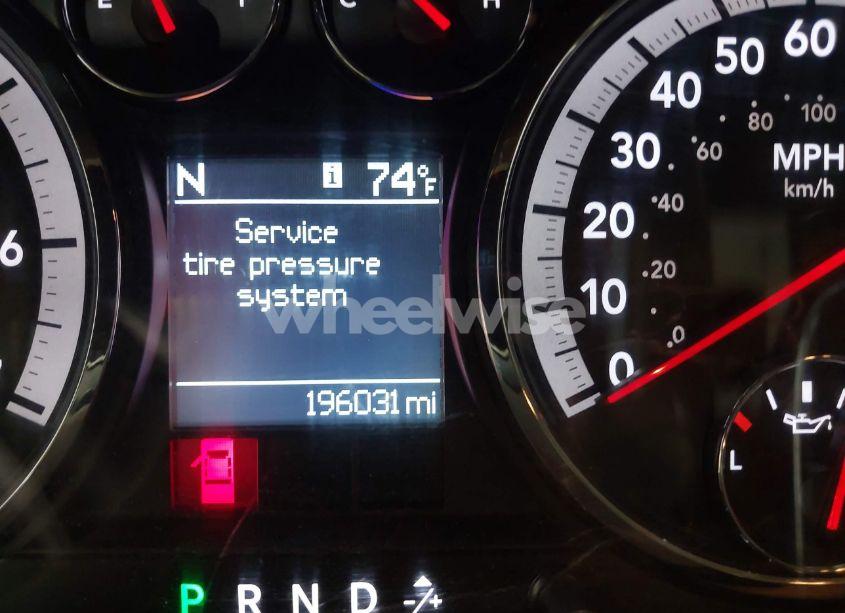 E F C H
60
50
40
100
80
30
60
MPH
km/h
N i 74°F
Service
tire pressure
system
20
40
6
20
10
0
0
196031 mi
L
P R N D -/+
wheelwise